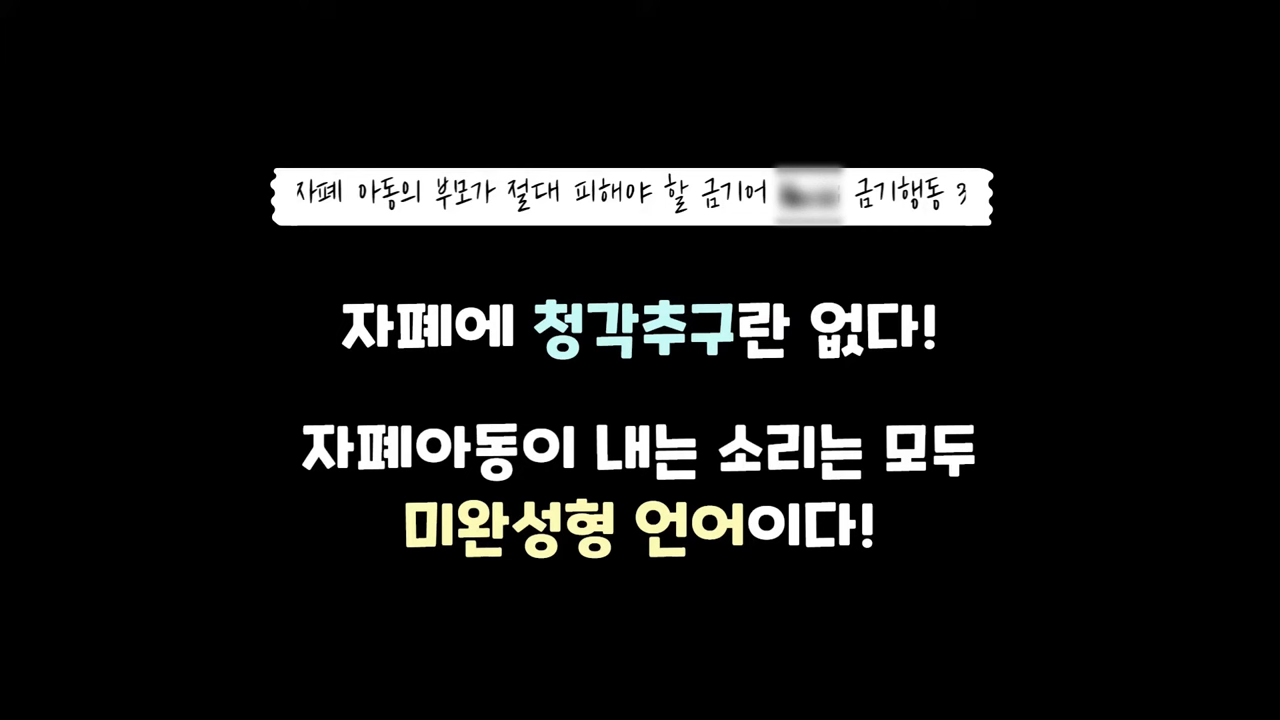 자폐 아동의 부모가 절대 피해야 할 금기어 금기행동 3
자폐에 청각추구란 없다!
자폐아동이 내는 소리는 모두
미완성형 언어이다!